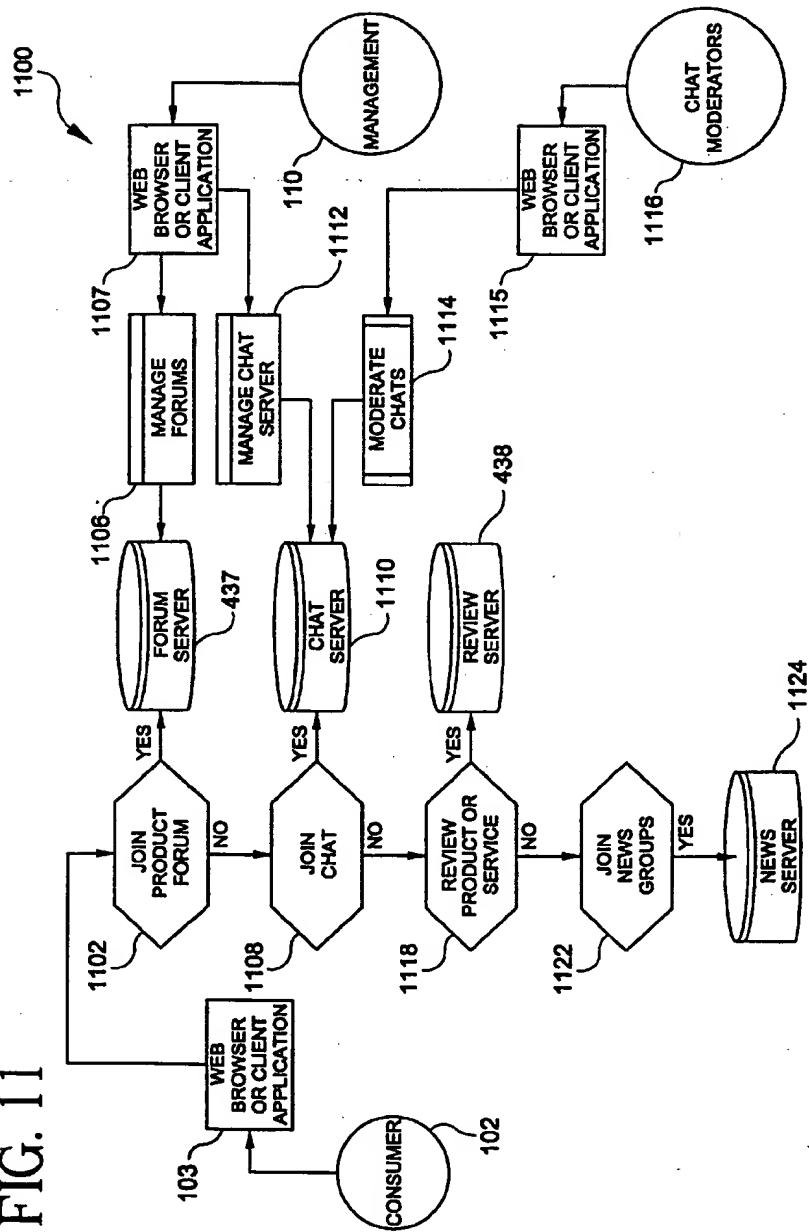 FIG. 11
1100
CONSUMER
102
WEB
BROWSER
OR CLIENT
APPLICATION
103
JOIN
PRODUCT
FORUM
1102
YES
NO
FORUM
SERVER
437
MANAGE
FORUMS
1106
WEB
BROWSER
OR CLIENT
APPLICATION
1107
MANAGEMENT
110
JOIN
CHAT
1108
YES
NO
CHAT
SERVER
1110
MANAGE CHAT
SERVER
1112
MODERATE
CHATS
1114
WEB
BROWSER
OR CLIENT
APPLICATION
1115
CHAT
MODERATORS
1116
REVIEW
PRODUCT OR
SERVICE
1118
YES
NO
REVIEW
SERVER
438
JOIN
NEWS
GROUPS
1122
YES
NEWS
SERVER
1124